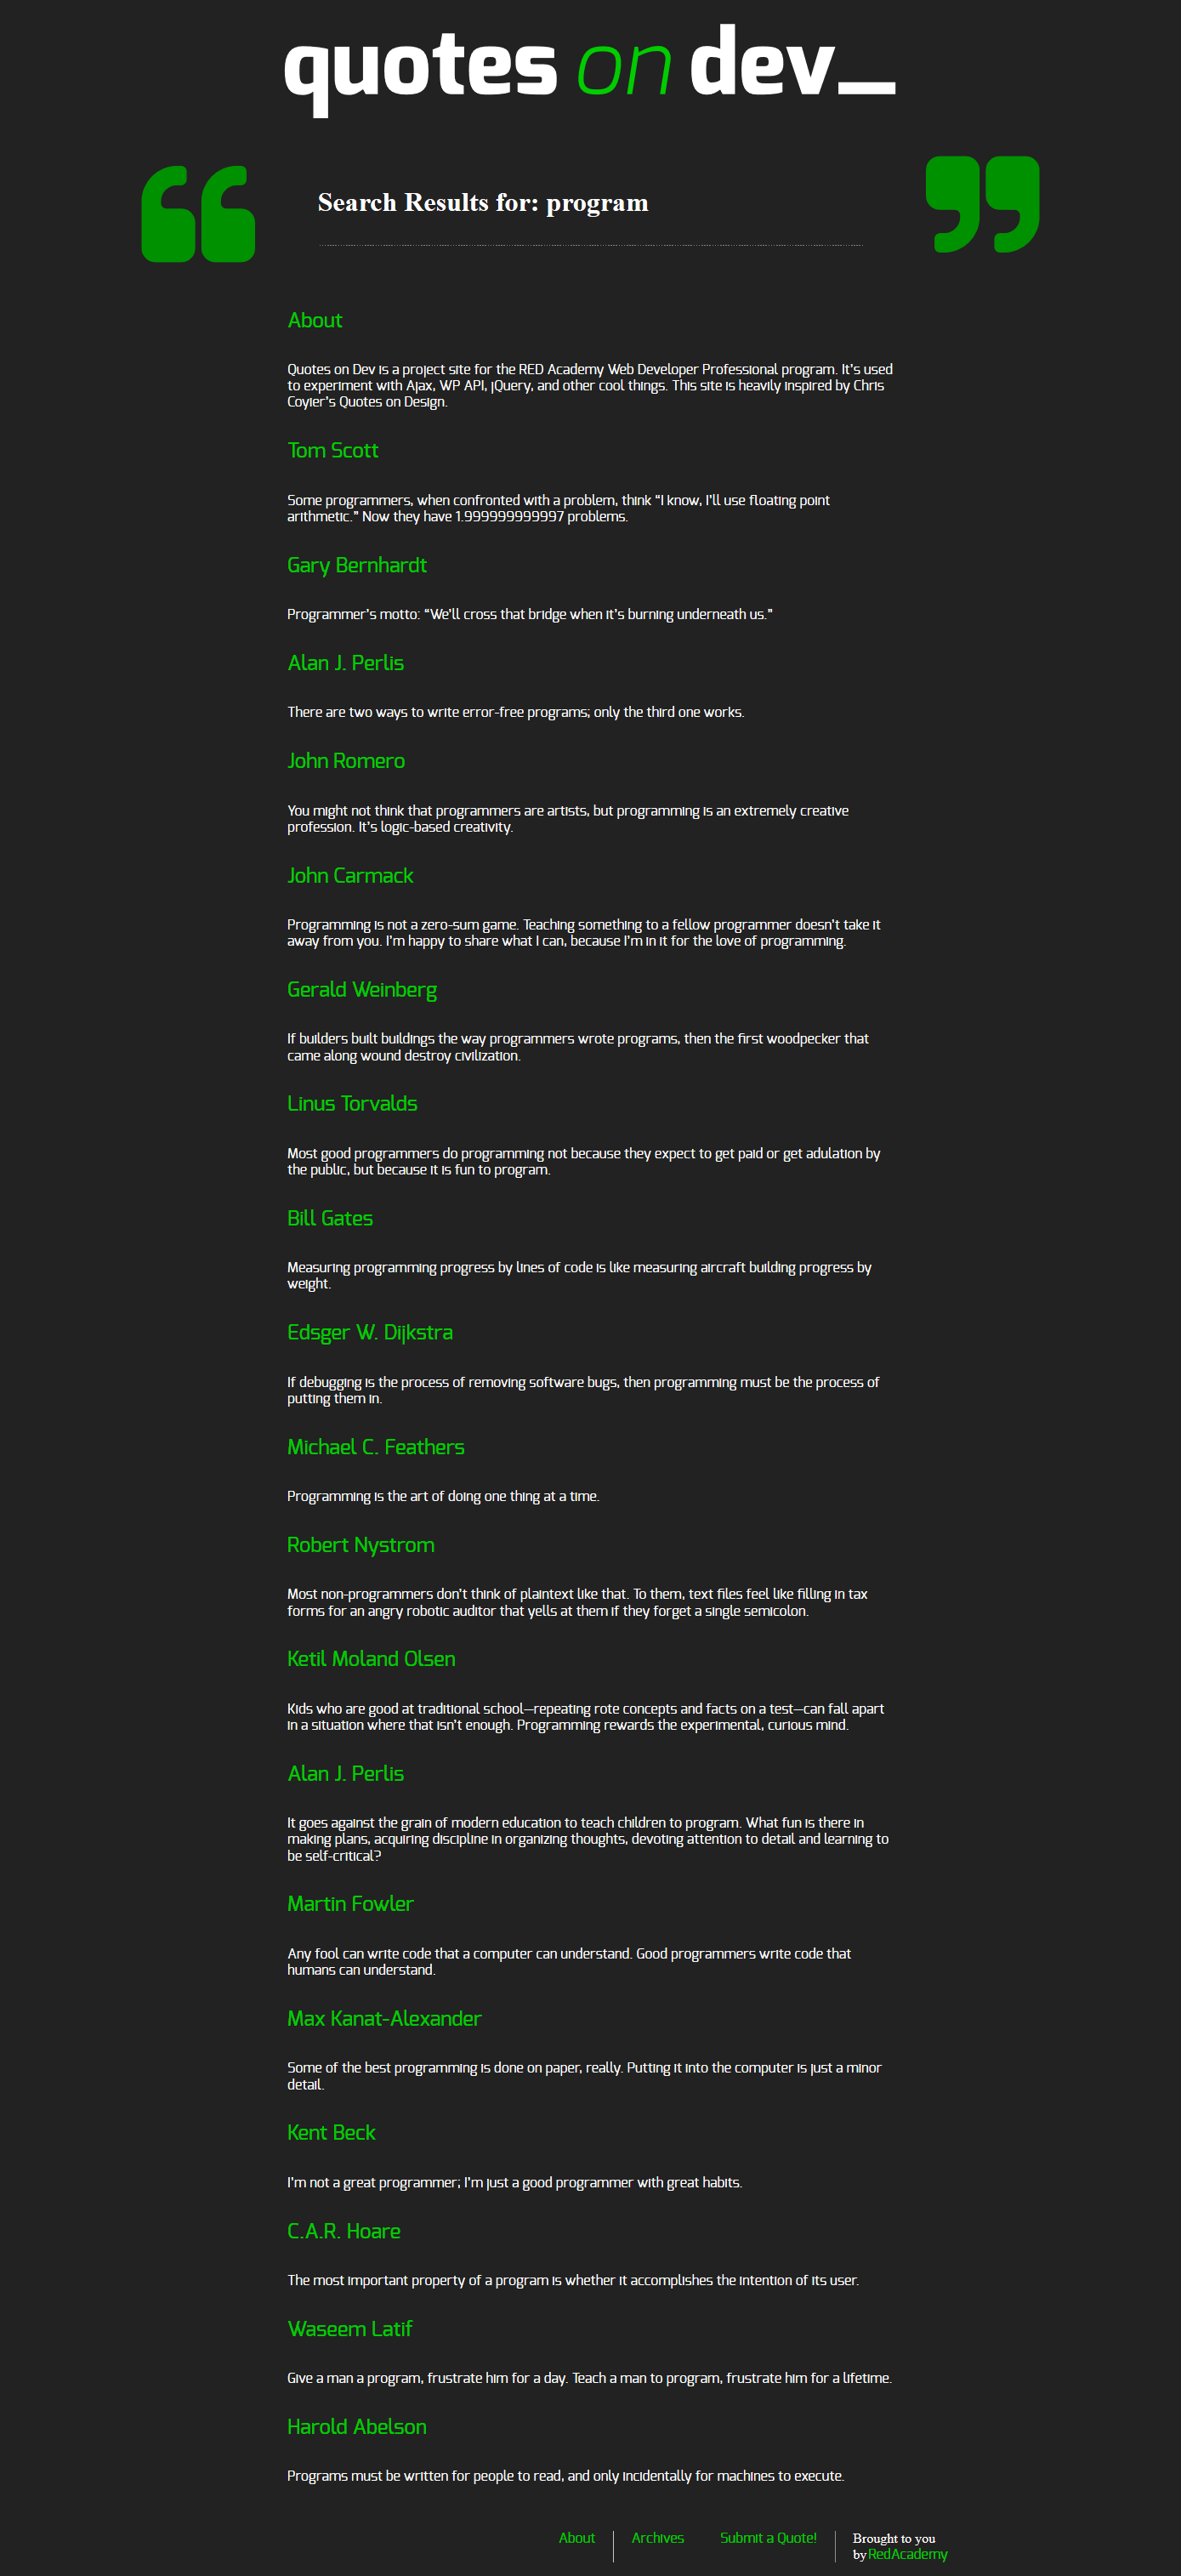 quotes on dev_
Search Results for: program
About
Quotes on Dev is a project site for the RED Academy Web Developer Professional program. It’s used
to experiment with Ajax, WP API, jQuery, and other cool things. This site is heavily inspired by Chris
Coyier’s Quotes on Design.
Tom Scott
Some programmers, when confronted with a problem, think “I know, I’ll use floating point
arithmetic.” Now they have 1.999999999997 problems.
Gary Bernhardt
Programmer’s motto: “We’ll cross that bridge when it’s burning underneath us.”
Alan J. Perlis
There are two ways to write error-free programs; only the third one works.
John Romero
You might not think that programmers are artists, but programming is an extremely creative
profession. It’s logic-based creativity.
John Carmack
Programming is not a zero-sum game. Teaching something to a fellow programmer doesn’t take it
away from you. I’m happy to share what I can, because I’m in it for the love of programming.
Gerald Weinberg
If builders built buildings the way programmers wrote programs, then the first woodpecker that
came along wound destroy civilization.
Linus Torvalds
Most good programmers do programming not because they expect to get paid or get adulation by
the public, but because it is fun to program.
Bill Gates
Measuring programming progress by lines of code is like measuring aircraft building progress by
weight.
Edsger W. Dijkstra
If debugging is the process of removing software bugs, then programming must be the process of
putting them in.
Michael C. Feathers
Programming is the art of doing one thing at a time.
Robert Nystrom
Most non-programmers don’t think of plaintext like that. To them, text files feel like filling in tax
forms for an angry robotic auditor that yells at them if they forget a single semicolon.
Ketil Moland Olsen
Kids who are good at traditional school—repeating rote concepts and facts on a test—can fall apart
in a situation where that isn’t enough. Programming rewards the experimental, curious mind.
Alan J. Perlis
It goes against the grain of modern education to teach children to program. What fun is there in
making plans, acquiring discipline in organizing thoughts, devoting attention to detail and learning to
be self-critical?
Martin Fowler
Any fool can write code that a computer can understand. Good programmers write code that
humans can understand.
Max Kanat-Alexander
Some of the best programming is done on paper, really. Putting it into the computer is just a minor
detail.
Kent Beck
I’m not a great programmer; I’m just a good programmer with great habits.
C.A.R. Hoare
The most important property of a program is whether it accomplishes the intention of its user.
Waseem Latif
Give a man a program, frustrate him for a day. Teach a man to program, frustrate him for a lifetime.
Harold Abelson
Programs must be written for people to read, and only incidentally for machines to execute.
About Archives Submit a Quote! Brought to you
by RedAcademy